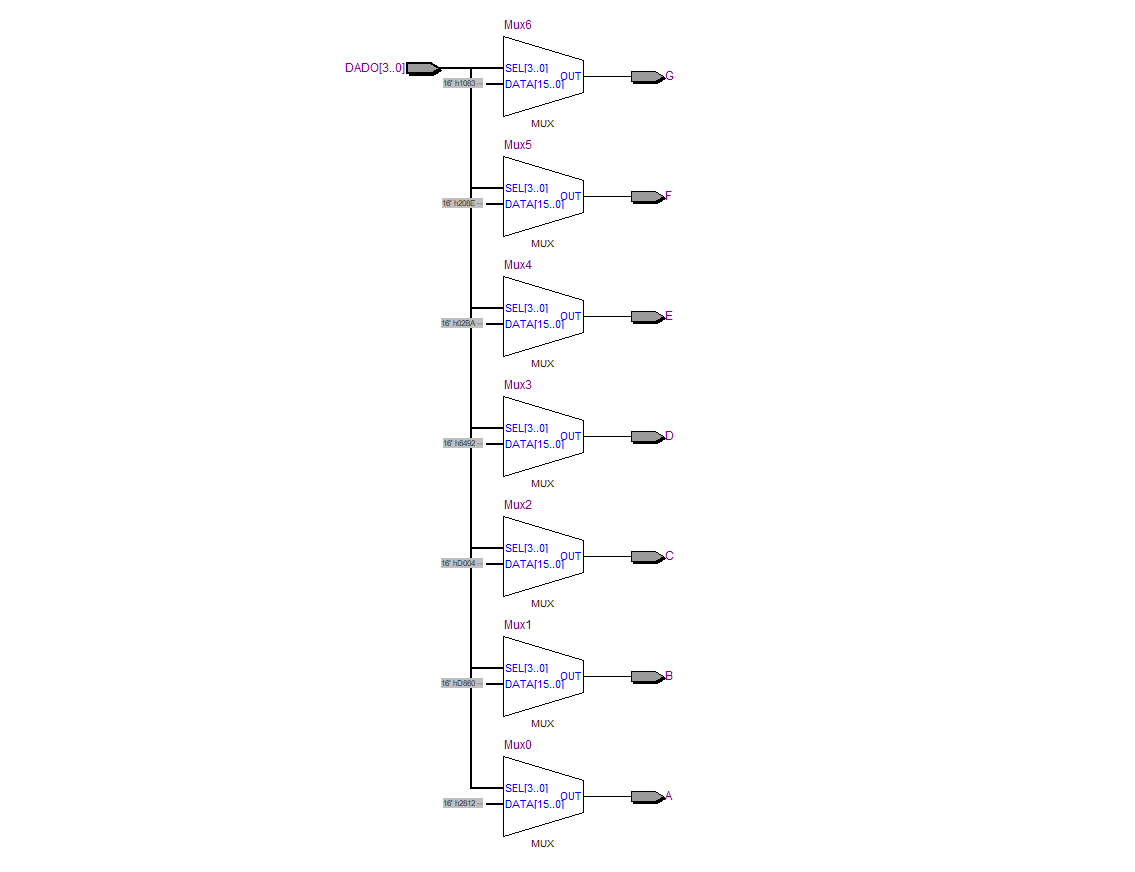 Mux6
DADO[3..0]
SEL[3..0]
OUT
G
16' h1083 --
DATA[15..0]
MUX
Mux5
SEL[3..0]
OUT
F
16' h208E --
DATA[15..0]
MUX
Mux4
SEL[3..0]
OUT
E
16' h02BA --
DATA[15..0]
MUX
Mux3
SEL[3..0]
OUT
D
16' h8492 --
DATA[15..0]
MUX
Mux2
SEL[3..0]
OUT
C
16' hD004 --
DATA[15..0]
MUX
Mux1
SEL[3..0]
OUT
B
16' hD860 --
DATA[15..0]
MUX
Mux0
SEL[3..0]
OUT
A
16' h2812 --
DATA[15..0]
MUX